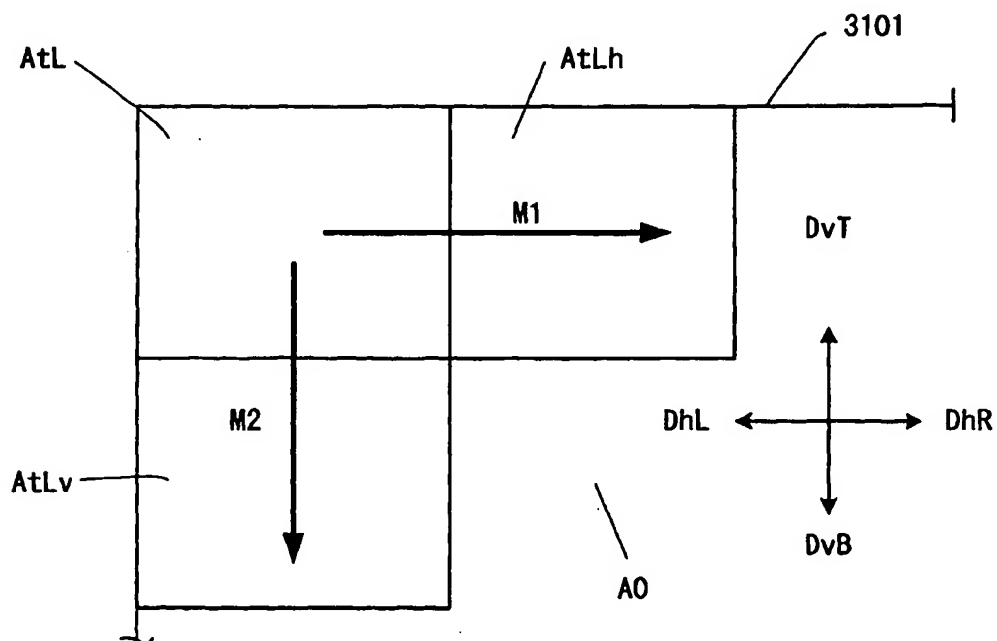 3101
AtL
AtLh
M1
DvT
M2
DhL
DhR
AtLv
DvB
A0